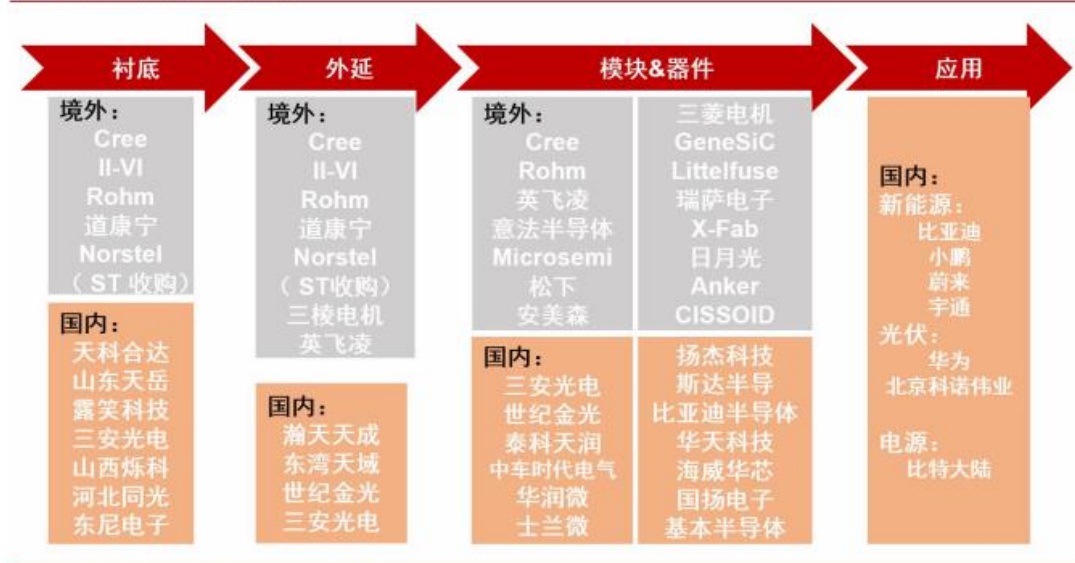 衬底
境外：
Cree
II-VI
Rohm
道康宁
Norstel
（ ST 收购）
国内：
天科合达
山东天岳
露笑科技
三安光电
山西烁科
河北同光
东尼电子
外延
境外：
Cree
II-VI
Rohm
道康宁
Norstel
（ ST收购）
三棱电机
英飞凌
国内：
瀚天天成
东湾天域
世纪金光
三安光电
模块&器件
境外：
Cree
Rohm
英飞凌
意法半导体
Microsemi
松下
安美森
三菱电机
GeneSiC
Littelfuse
瑞萨电子
X-Fab
日月光
Anker
CISSOID
国内：
三安光电
世纪金光
泰科天润
中车时代电气
华润微
士兰微
扬杰科技
斯达半导
比亚迪半导体
华天科技
海威华芯
国扬电子
基本半导体
应用
国内：
新能源：
比亚迪
小鹏
蔚来
宇通
光伏：
华为
北京科诺伟业
电源：
比特大陆